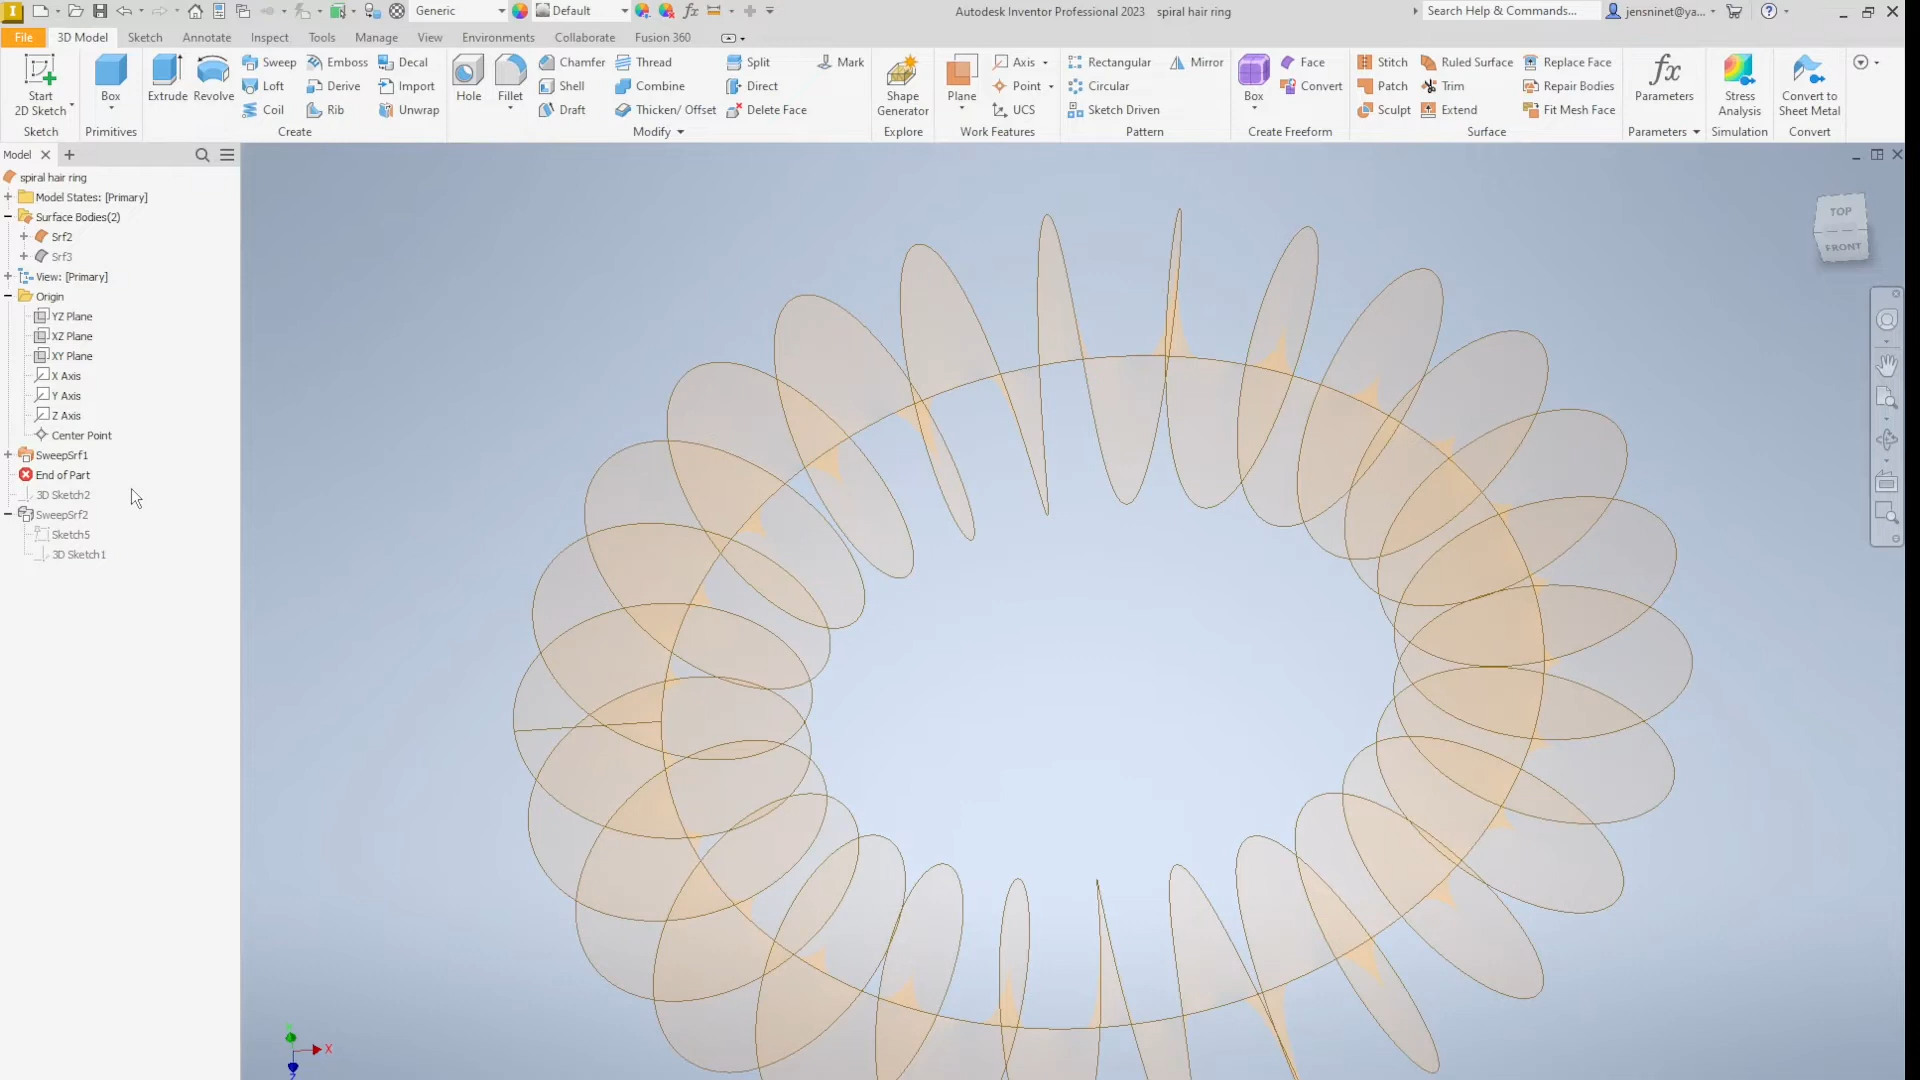 Generic
Default
Autodesk Inventor Professional 2023 spiral hair ring
Search Help & Commands...
jensninet@ya...
File
3D Model
Sketch
Annotate
Inspect
Tools
Manage
View
Environments
Collaborate
Fusion 360
Start
2D Sketch
Sketch
Box
Primitives
Extrude
Revolve
Sweep
Emboss
Decal
Loft
Derive
Import
Coil
Rib
Unwrap
Create
Hole
Fillet
Chamfer
Thread
Split
Mark
Shell
Combine
Direct
Draft
Thicken/ Offset
Delete Face
Modify
Shape
Generator
Explore
Plane
Axis
Point
UCS
Work Features
Rectangular
Mirror
Circular
Sketch Driven
Pattern
Box
Face
Convert
Create Freeform
Stitch
Ruled Surface
Replace Face
Patch
Trim
Repair Bodies
Sculpt
Extend
Fit Mesh Face
Surface
fx
Parameters
Parameters
Stress
Analysis
Simulation
Convert to
Sheet Metal
Convert
Model
spiral hair ring
Model States: [Primary]
Surface Bodies(2)
Srf2
Srf3
View: [Primary]
Origin
YZ Plane
XZ Plane
XY Plane
X Axis
Y Axis
Z Axis
Center Point
SweepSrf1
End of Part
3D Sketch2
SweepSrf2
Sketch5
3D Sketch1
TOP
FRONT
X
Z